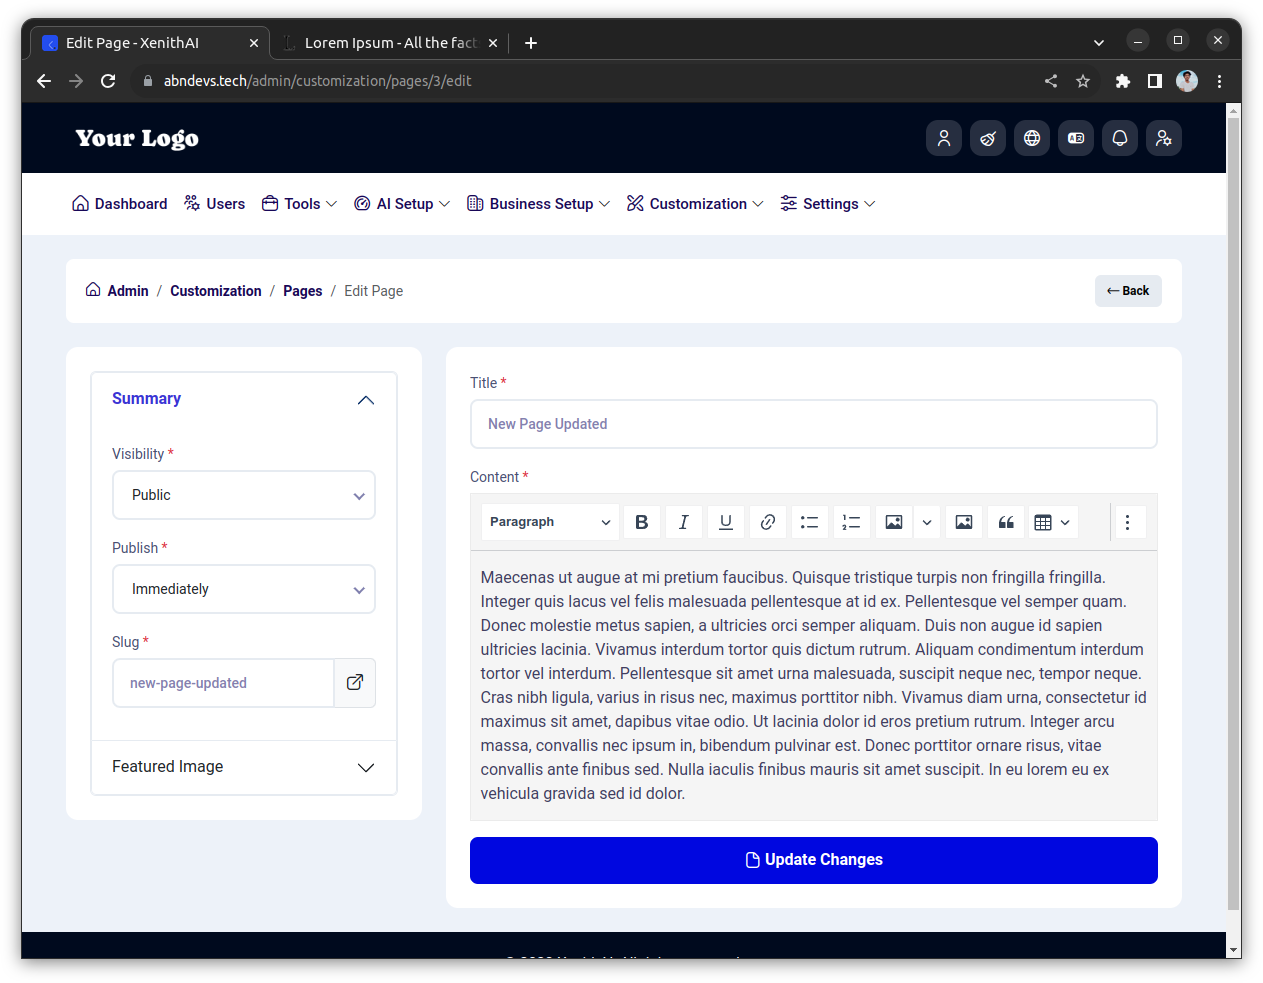 Edit Page - XenithAI
Lorem Ipsum - All the fact
abndevs.tech/admin/customization/pages/3/edit
Your Logo
Dashboard Users Tools AI Setup Business Setup Customization Settings
Admin / Customization / Pages / Edit Page
Back
Summary
Visibility *
Public
Publish *
Immediately
Slug *
new-page-updated
Featured Image
Title *
New Page Updated
Content *
Paragraph B I U
Maecenas ut augue at mi pretium faucibus. Quisque tristique turpis non fringilla fringilla.
Integer quis lacus vel felis malesuada pellentesque at id ex. Pellentesque vel semper quam.
Donec molestie metus sapien, a ultricies orci semper aliquam. Duis non augue id sapien
ultricies lacinia. Vivamus interdum tortor quis dictum rutrum. Aliquam condimentum interdum
tortor vel interdum. Pellentesque sit amet urna malesuada, suscipit neque nec, tempor neque.
Cras nibh ligula, varius in risus nec, maximus porttitor nibh. Vivamus diam urna, consectetur id
maximus sit amet, dapibus vitae odio. Ut lacinia dolor id eros pretium rutrum. Integer arcu
massa, convallis nec ipsum in, bibendum pulvinar est. Donec porttitor ornare risus, vitae
convallis ante finibus sed. Nulla iaculis finibus mauris sit amet suscipit. In eu lorem eu ex
vehicula gravida sed id dolor.
Update Changes